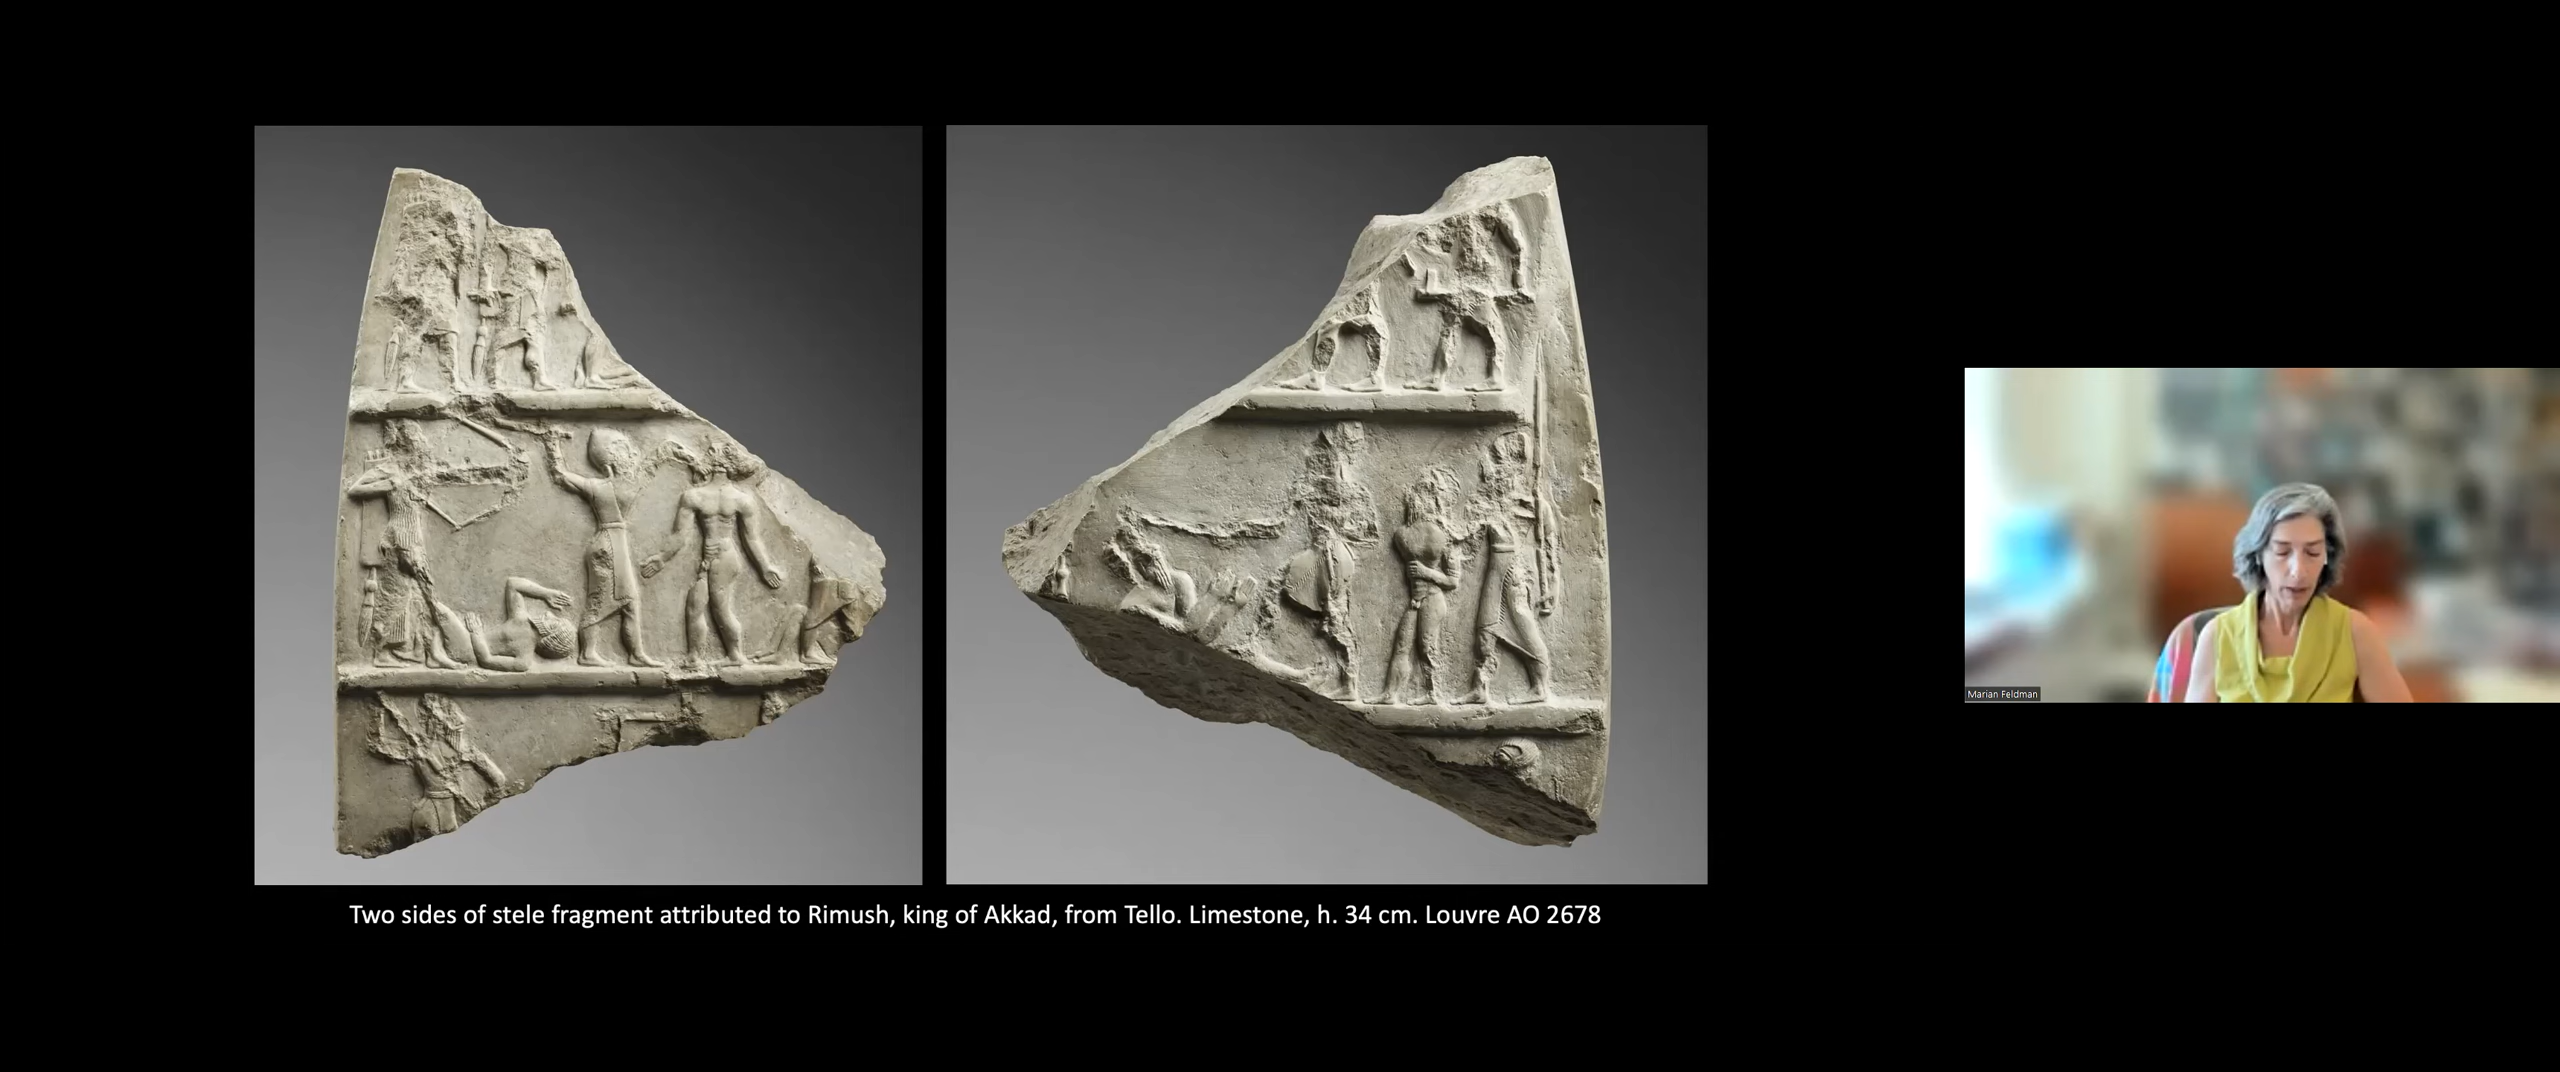 Two sides of stele fragment attributed to Rimush, king of Akkad, from Tello. Limestone, h. 34 cm. Louvre AO 2678
Marian Feldman